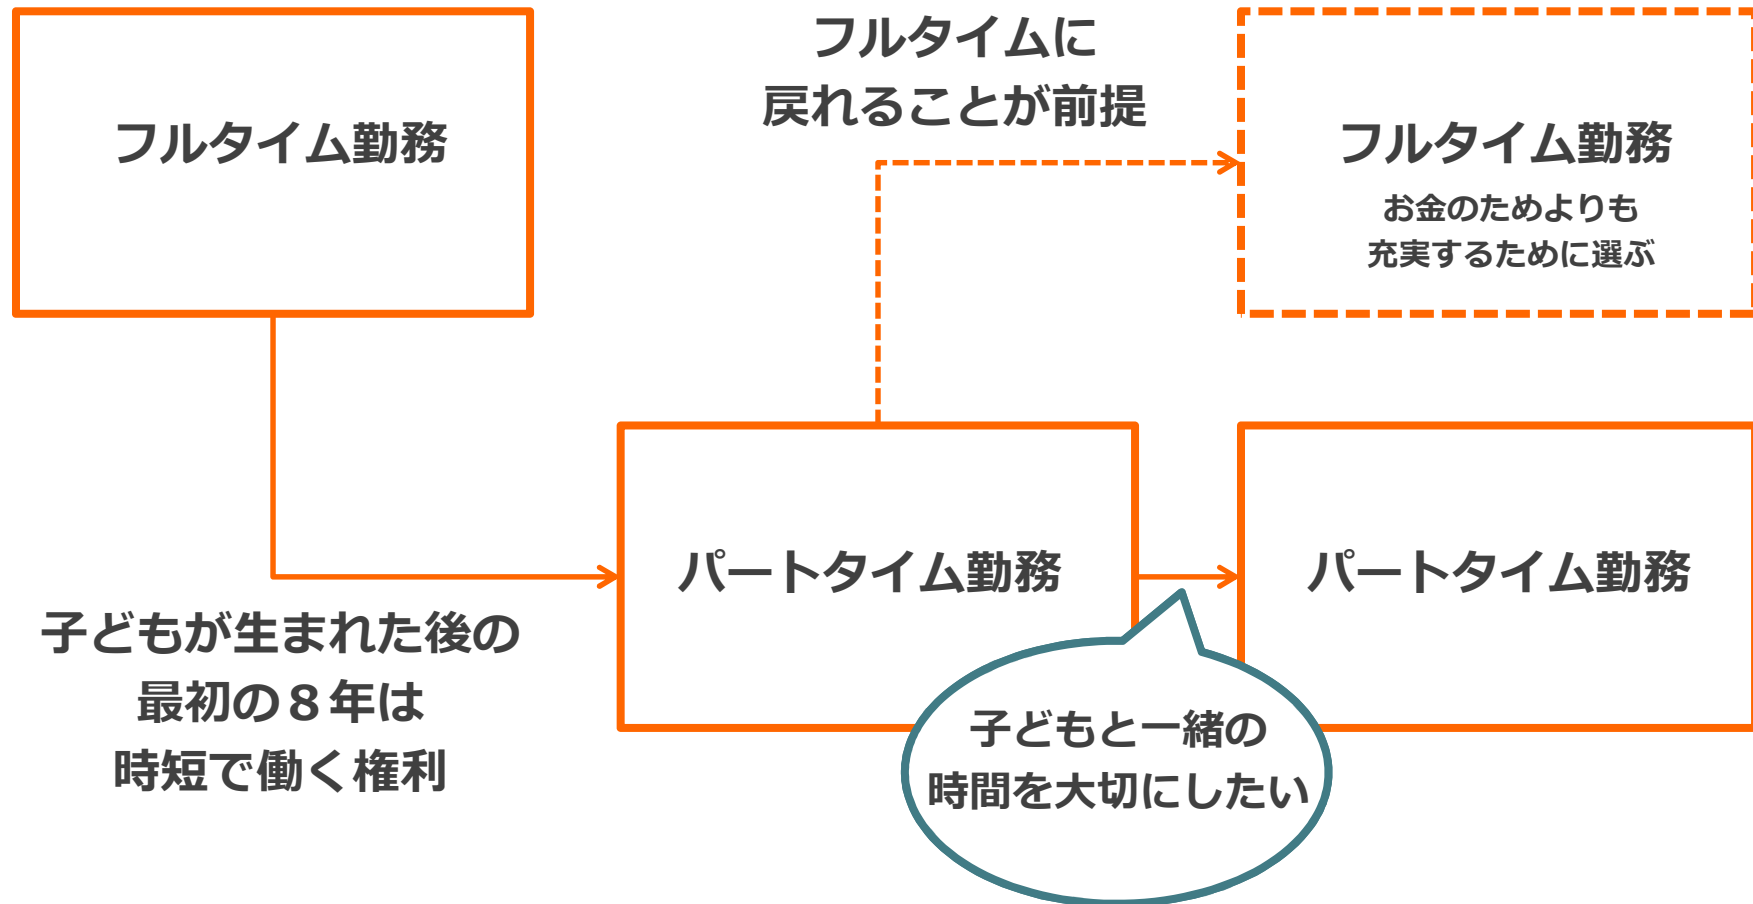 フルタイム勤務
フルタイムに
戻れることが前提
フルタイム勤務
お金のためよりも
充実するために選ぶ
子どもが生まれた後の
最初の８年は
時短で働く権利
パートタイム勤務
パートタイム勤務
子どもと一緒の
時間を大切にしたい